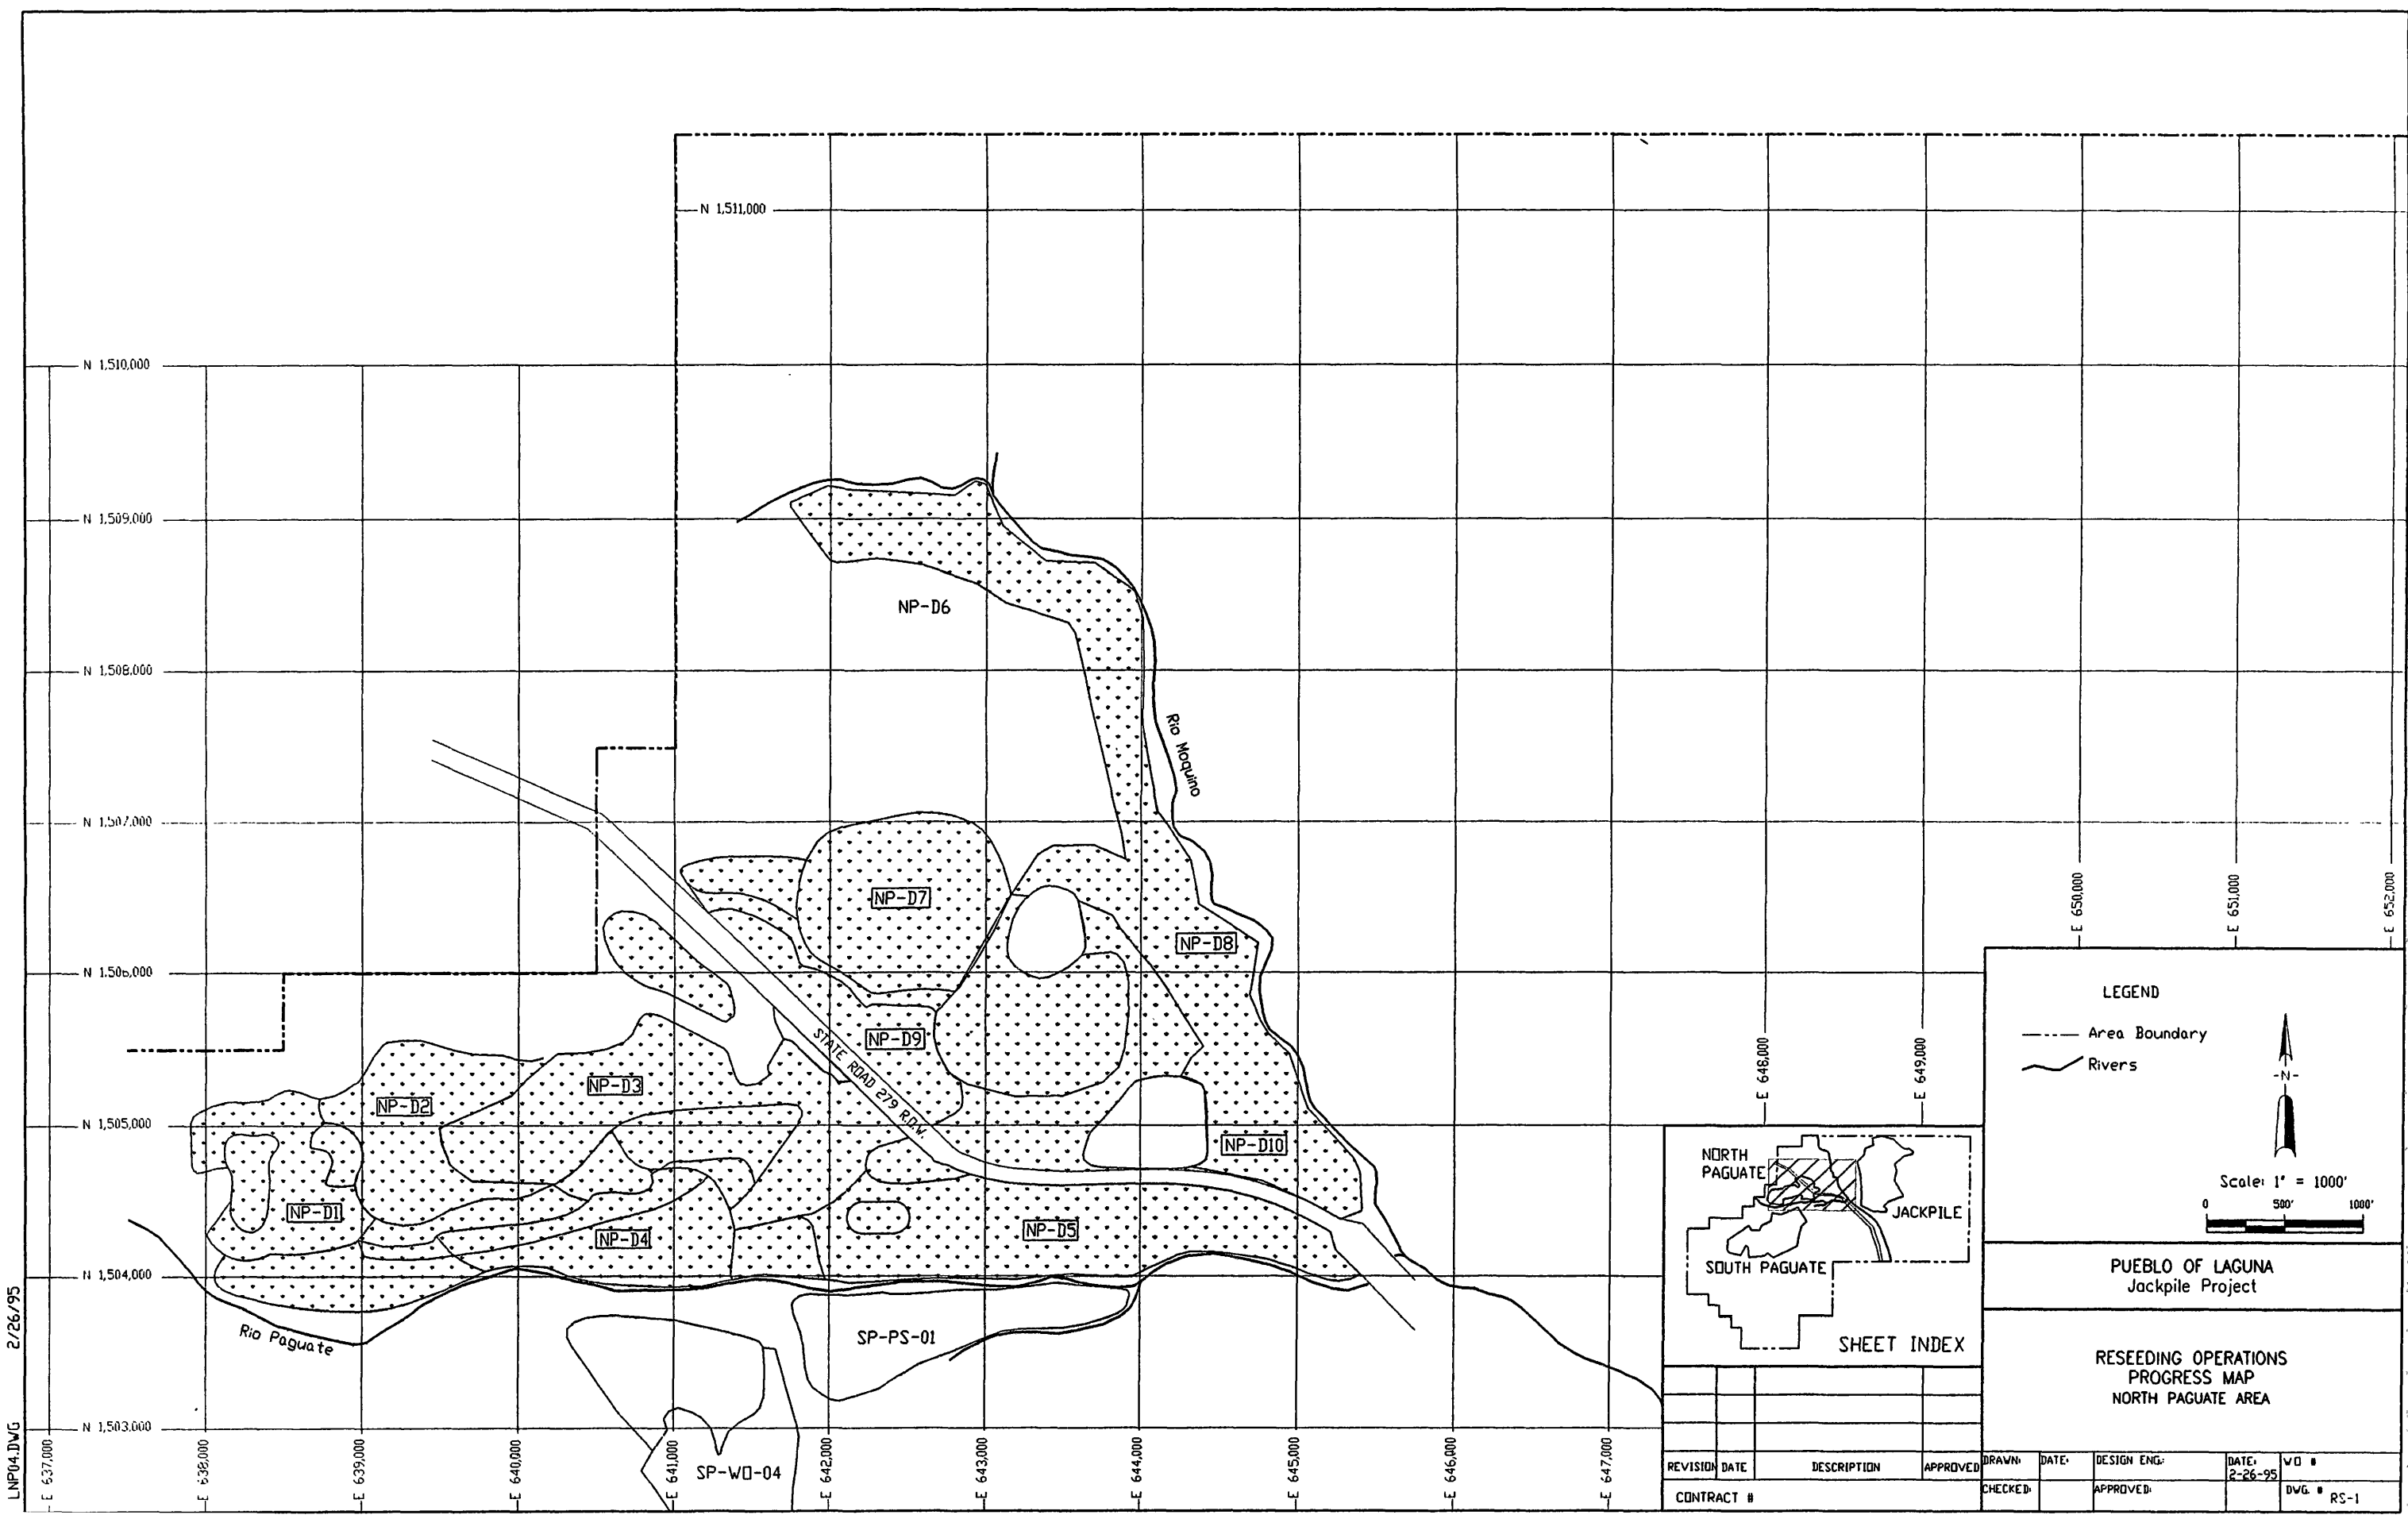 N 1,511,000
N 1,510,000
N 1,509,000
NP-D6
N 1,508,000
Rio Moquino
N 1,507,000
NP-D7
NP-D8
N 1,506,000
NP-D9
STATE ROAD 279 R.O.W.
NP-D3
NP-D2
N 1,505,000
NP-D10
NP-D1
NP-D5
NP-D4
N 1,504,000
Rio Paguate
SP-PS-01
N 1,503,000
SP-WO-04
E 637,000
E 638,000
E 639,000
E 640,000
E 641,000
E 642,000
E 643,000
E 644,000
E 645,000
E 646,000
E 647,000
E 648,000
E 649,000
E 650,000
E 651,000
E 652,000
LNP04.DWG 2/26/95
LEGEND
Area Boundary
Rivers
-N-
Scale: 1" = 1000'
0 500' 1000'
NORTH
PAGUATE
JACKPILE
SOUTH PAGUATE
SHEET INDEX
PUEBLO OF LAGUNA
Jackpile Project
RESEEDING OPERATIONS
PROGRESS MAP
NORTH PAGUATE AREA
REVISION DATE DESCRIPTION APPROVED
CONTRACT #
DRAWN: DATE: DESIGN ENG.: DATE: 2-26-95 WO #
CHECKED: APPROVED: DWG. # RS-1